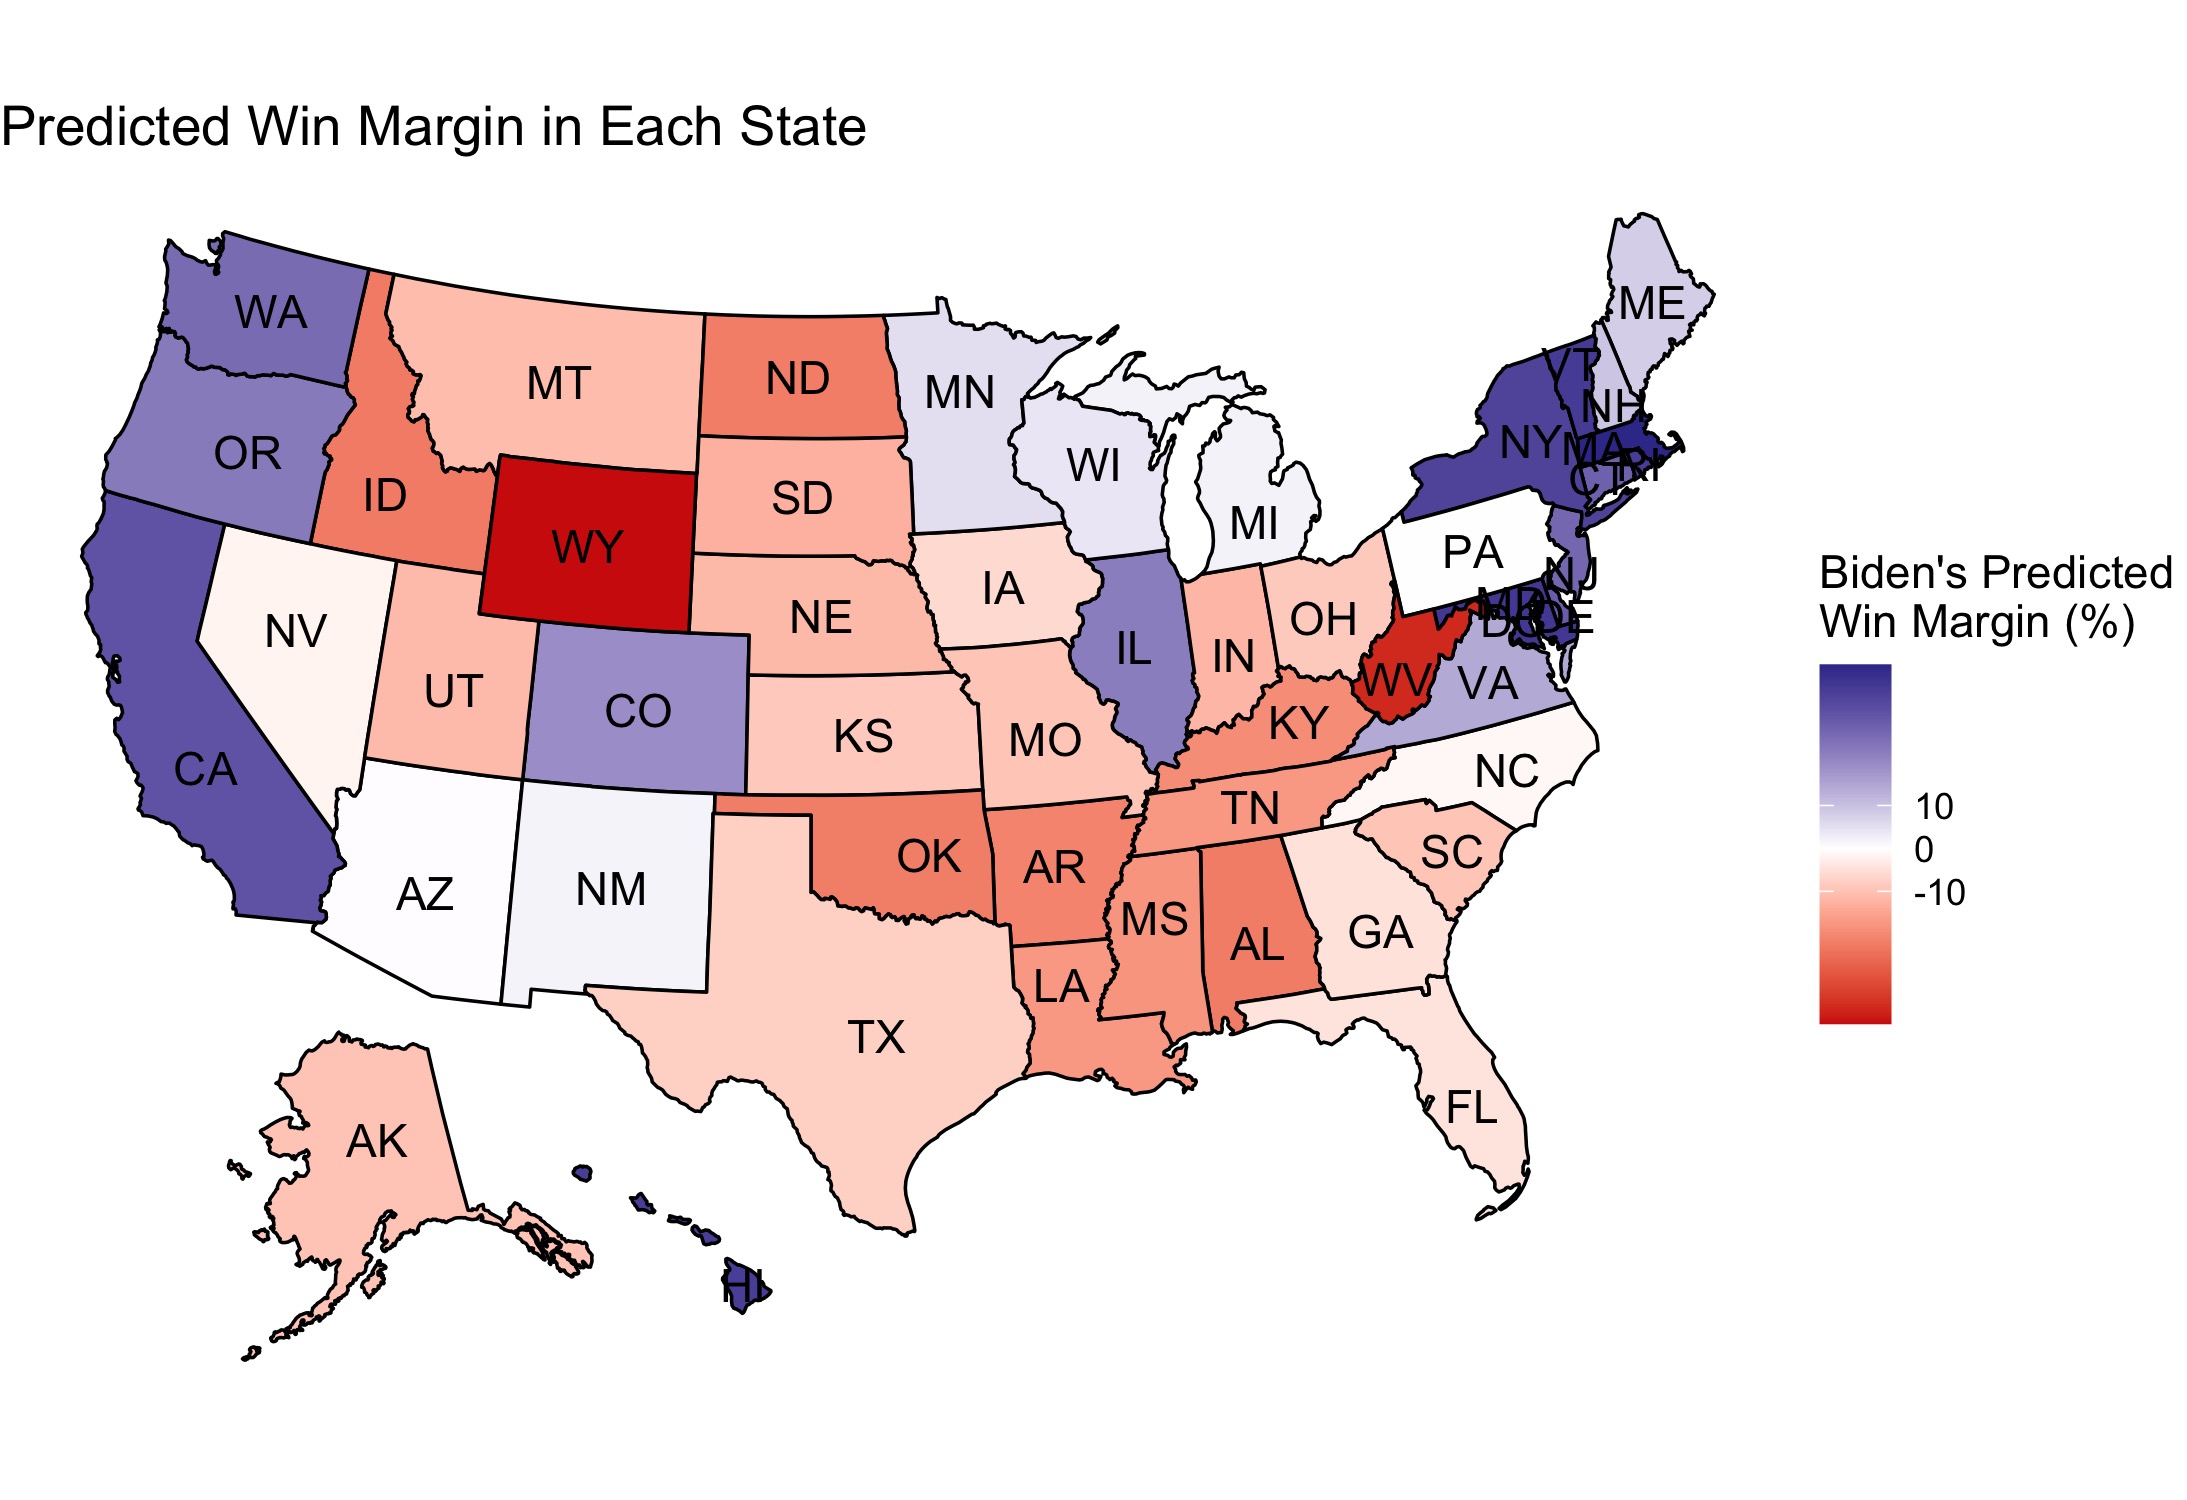 Predicted Win Margin in Each State
WA
ME
VT
MT
ND
MN
NH
OR
NY
MA
WI
RI
CT
ID
SD
MI
WY
PA
NJ
IA
NV
NE
OH
MD
DC
DE
IL
IN
UT
CO
WV
VA
KS
MO
KY
CA
NC
TN
OK
AR
SC
AZ
NM
MS
AL
GA
LA
TX
FL
AK
HI
Biden's Predicted
Win Margin (%)
10
0
-10